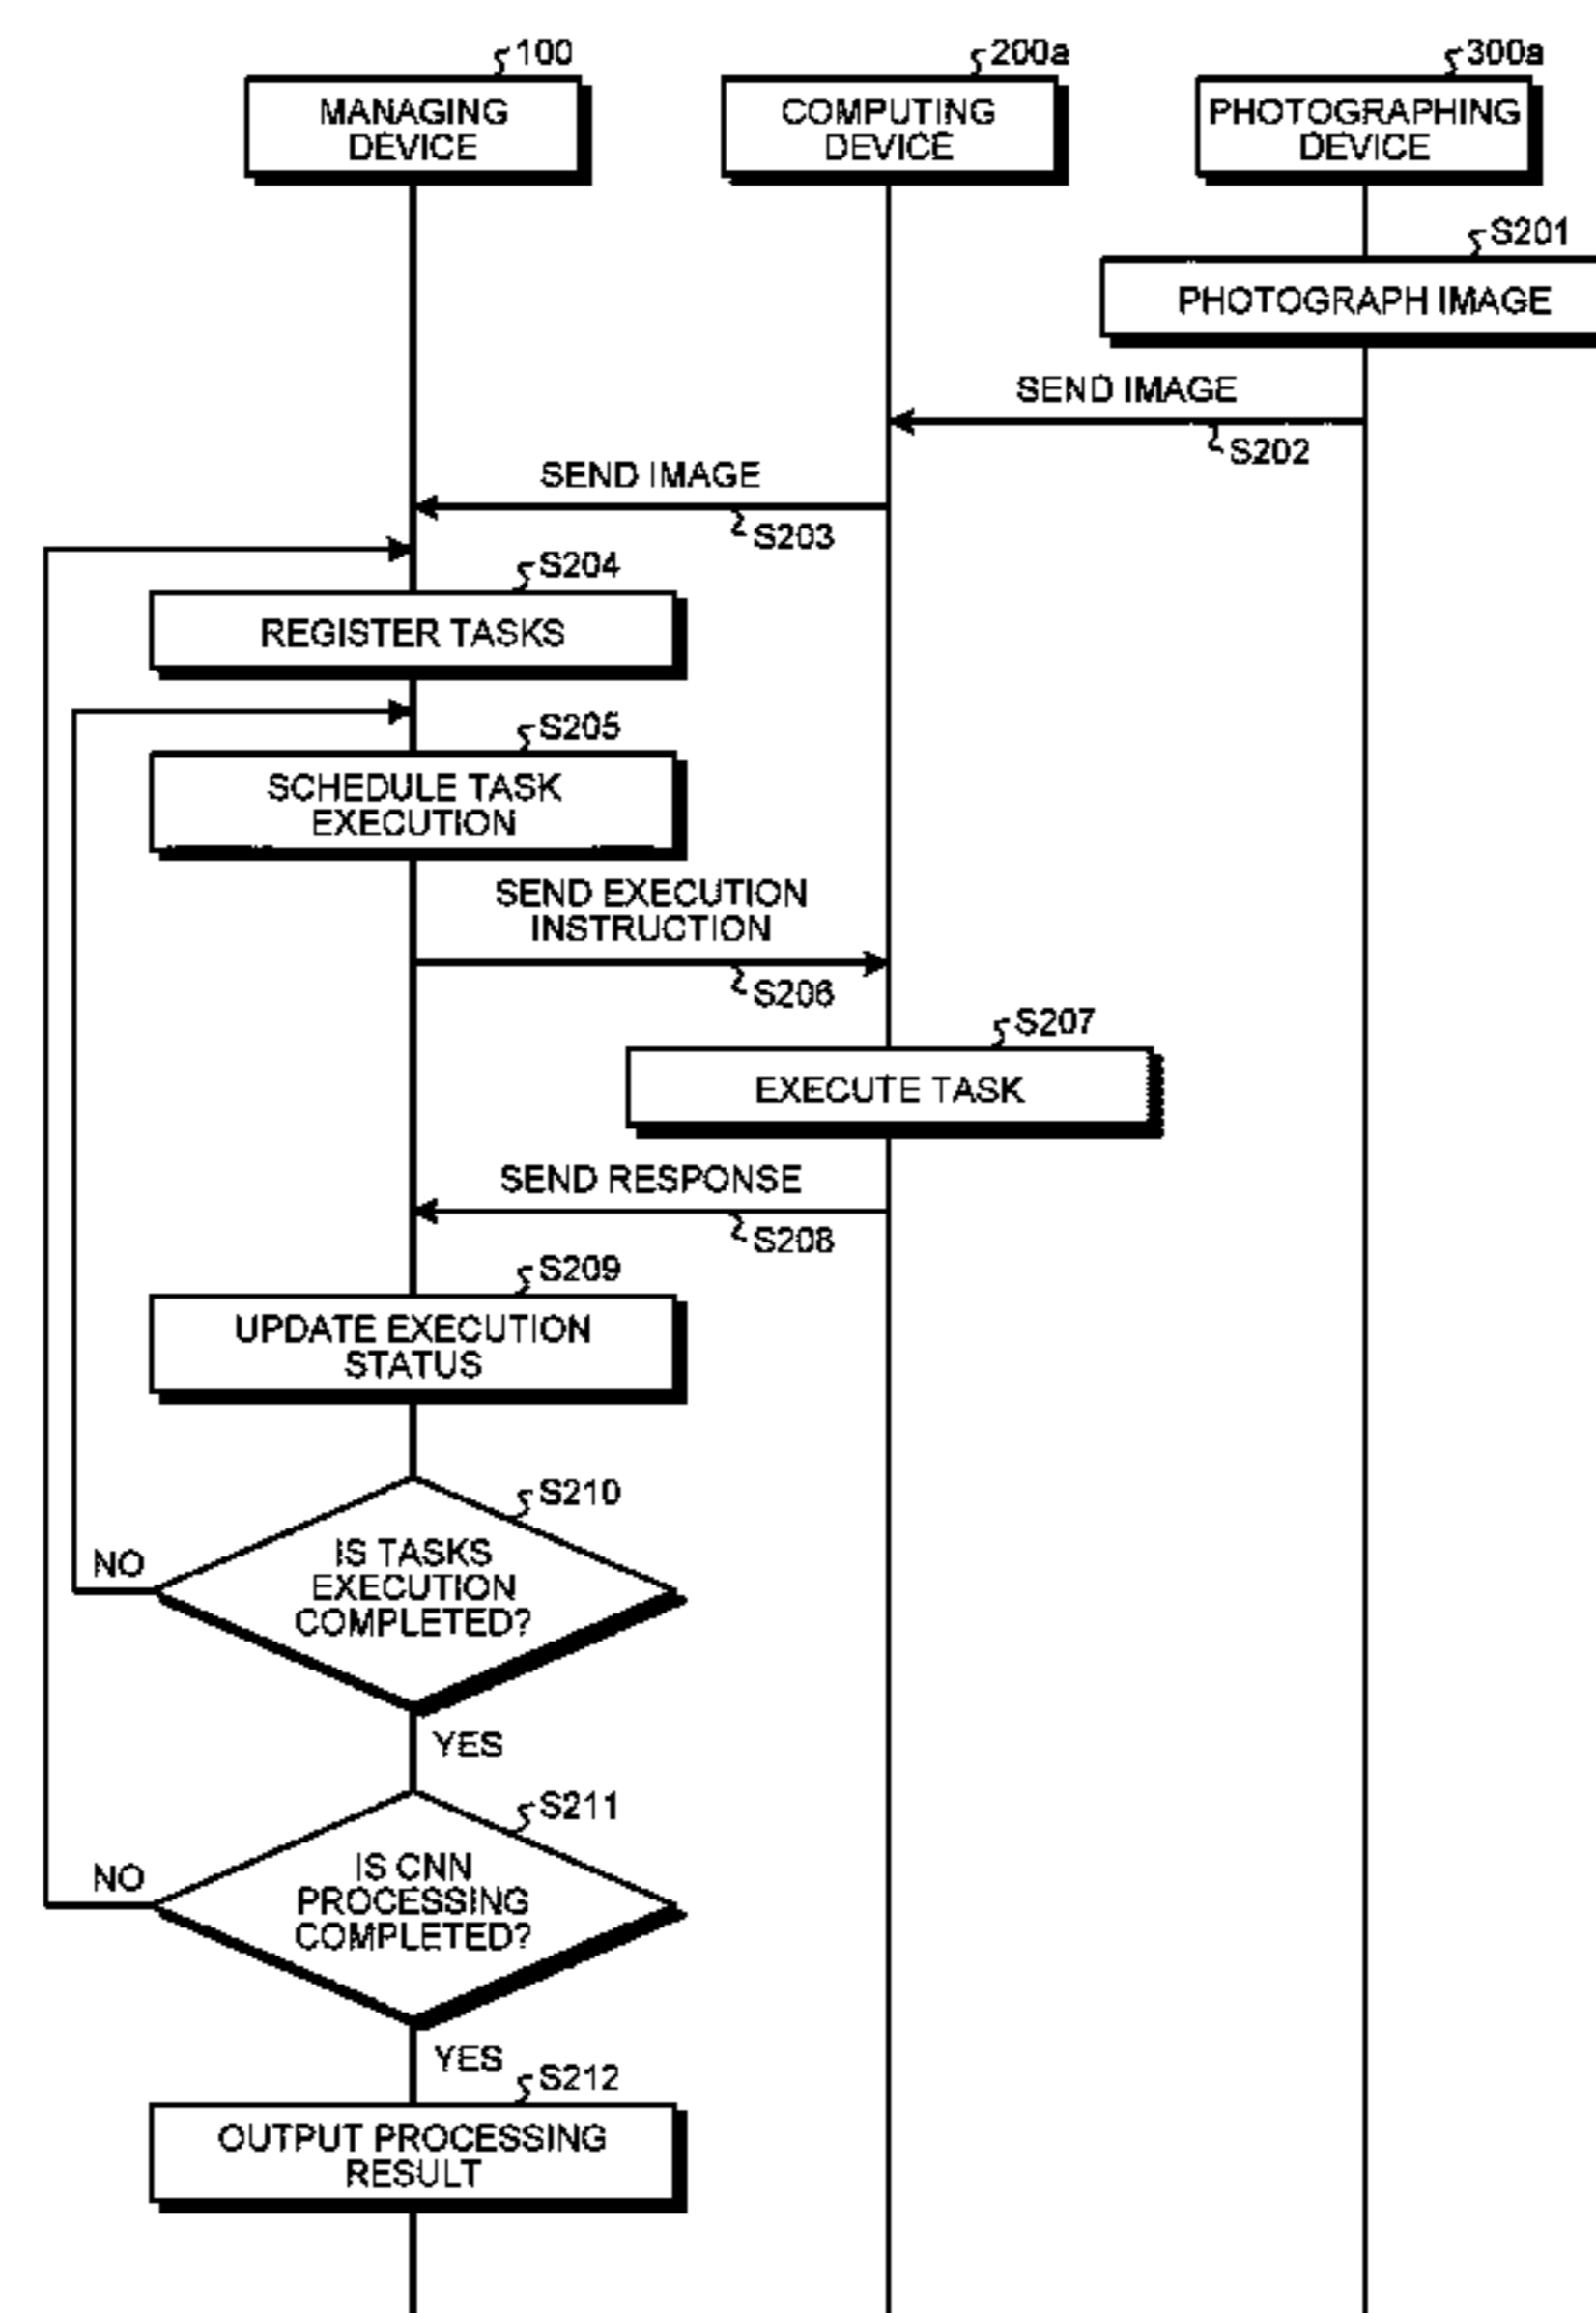 100
MANAGING
DEVICE
200a
COMPUTING
DEVICE
300a
PHOTOGRAPHING
DEVICE
S201
PHOTOGRAPH IMAGE
SEND IMAGE
S202
SEND IMAGE
S203
S204
REGISTER TASKS
S205
SCHEDULE TASK
EXECUTION
SEND EXECUTION
INSTRUCTION
S206
S207
EXECUTE TASK
SEND RESPONSE
S208
S209
UPDATE EXECUTION
STATUS
S210
NO
IS TASKS
EXECUTION
COMPLETED?
YES
S211
NO
IS CNN
PROCESSING
COMPLETED?
YES
S212
OUTPUT PROCESSING
RESULT